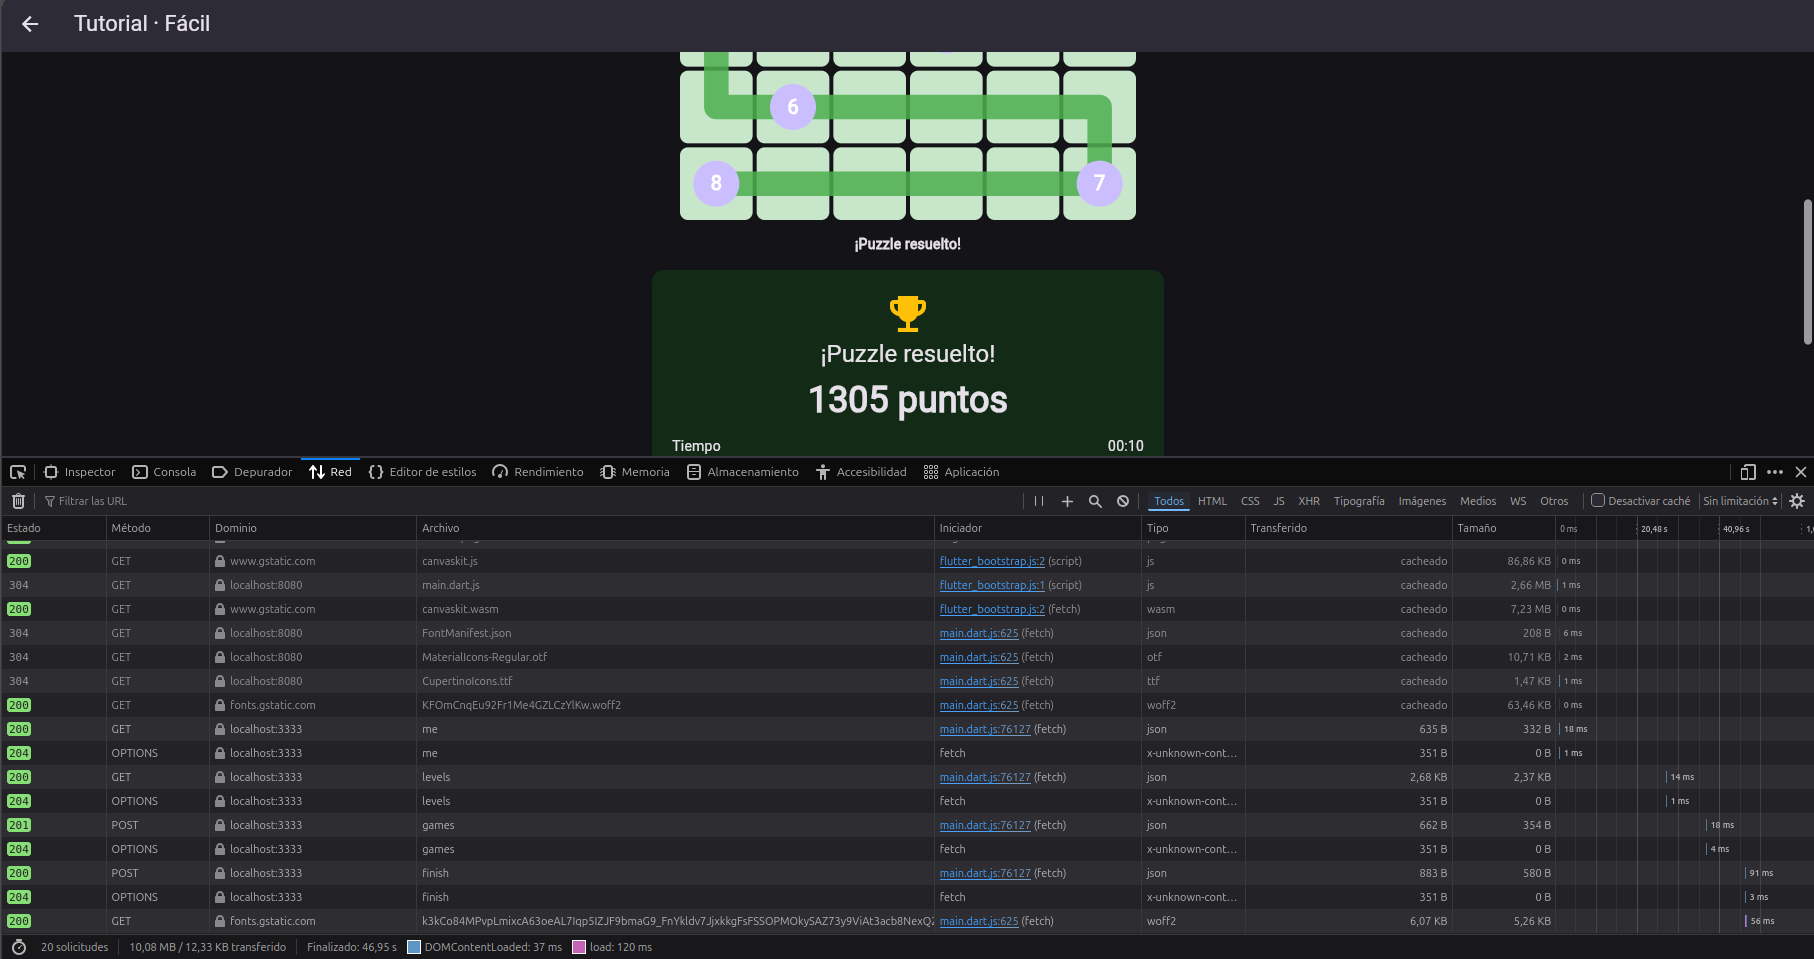 Tutorial · Fácil
6
8
7
¡Puzzle resuelto!
¡Puzzle resuelto!
1305 puntos
Tiempo 00:10
Inspector Consola Depurador Red Editor de estilos Rendimiento Memoria Almacenamiento Accesibilidad Aplicación
Filtrar las URL Todos HTML CSS JS XHR Tipografía Imágenes Medios WS Otros Desactivar caché Sin limitación
Estado Método Dominio Archivo Iniciador Tipo Transferido Tamaño 0 ms 20,48 s 40,96 s
200 GET www.gstatic.com canvaskit.js flutter_bootstrap.js:2 (script) js cacheado 86,86 KB 0 ms
304 GET localhost:8080 main.dart.js flutter_bootstrap.js:1 (script) js cacheado 2,66 MB 1 ms
200 GET www.gstatic.com canvaskit.wasm flutter_bootstrap.js:2 (fetch) wasm cacheado 7,23 MB 0 ms
304 GET localhost:8080 FontManifest.json main.dart.js:625 (fetch) json cacheado 208 B 6 ms
304 GET localhost:8080 MaterialIcons-Regular.otf main.dart.js:625 (fetch) otf cacheado 10,71 KB 2 ms
304 GET localhost:8080 CupertinoIcons.ttf main.dart.js:625 (fetch) ttf cacheado 1,47 KB 1 ms
200 GET fonts.gstatic.com KFOmCnqEu92Fr1Me4GZLCzYlKw.woff2 main.dart.js:625 (fetch) woff2 cacheado 63,46 KB 0 ms
200 GET localhost:3333 me main.dart.js:76127 (fetch) json 635 B 332 B 18 ms
204 OPTIONS localhost:3333 me fetch x-unknown-cont... 351 B 0 B 1 ms
200 GET localhost:3333 levels main.dart.js:76127 (fetch) json 2,68 KB 2,37 KB 14 ms
204 OPTIONS localhost:3333 levels fetch x-unknown-cont... 351 B 0 B 1 ms
201 POST localhost:3333 games main.dart.js:76127 (fetch) json 662 B 354 B 18 ms
204 OPTIONS localhost:3333 games fetch x-unknown-cont... 351 B 0 B 4 ms
200 POST localhost:3333 finish main.dart.js:76127 (fetch) json 883 B 580 B 91 ms
204 OPTIONS localhost:3333 finish fetch x-unknown-cont... 351 B 0 B 3 ms
200 GET fonts.gstatic.com main.dart.js:625 (fetch) woff2 6,07 KB 5,26 KB 56 ms
20 solicitudes 10,08 MB / 12,33 KB transferido Finalizado: 46,95 s DOMContentLoaded: 37 ms load: 120 ms